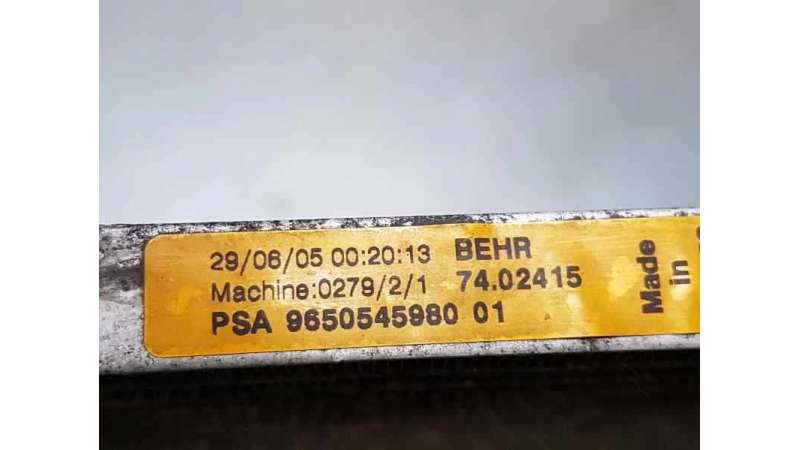 29/06/05 00:20:13 BEHR
Machine:0279/2/1 74.02415
PSA 9650545980 01
Made
in